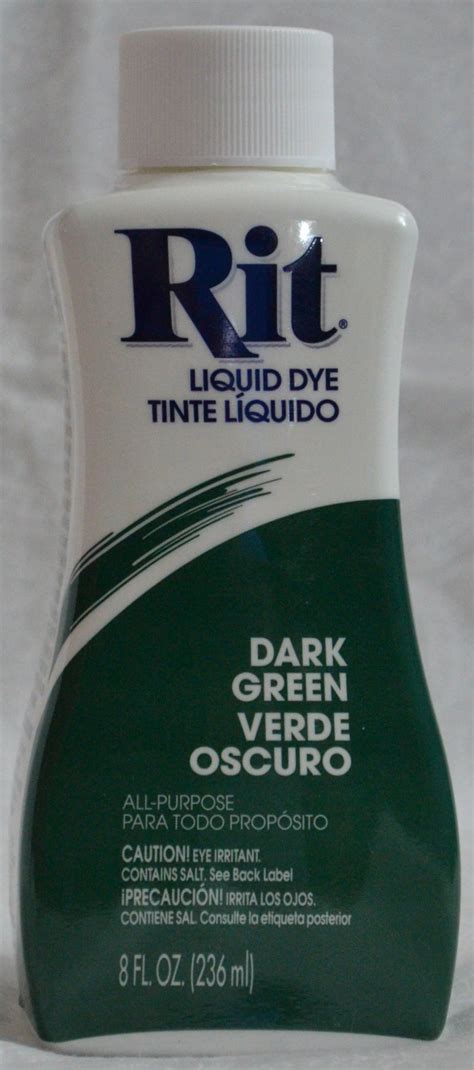 Rit®
LIQUID DYE
TINTE LÍQUIDO
DARK
GREEN
VERDE
OSCURO
ALL-PURPOSE
PARA TODO PROPÓSITO
CAUTION! EYE IRRITANT.
CONTAINS SALT. See Back Label
¡PRECAUCIÓN! IRRITA LOS OJOS.
CONTIENE SAL. Consulte la etiqueta posterior
8 FL. OZ. (236 ml)